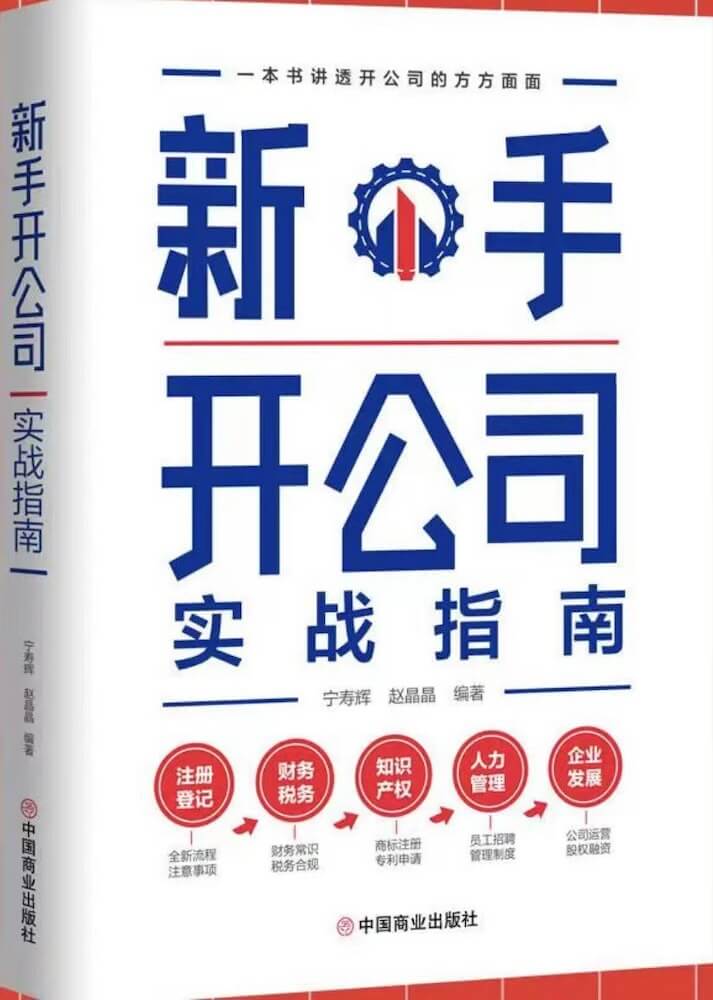 一本书讲透开公司的方方面面
新手
开公司
实战指南
宁寿辉 赵晶晶 编著
注册
登记
财务
税务
知识
产权
人力
管理
企业
发展
全新流程
注意事项
财务常识
税务合规
商标注册
专利申请
员工招聘
管理制度
公司运营
股权融资
中国商业出版社
新手开公司
实战指南
宁寿辉 赵晶晶 编著
中国商业出版社